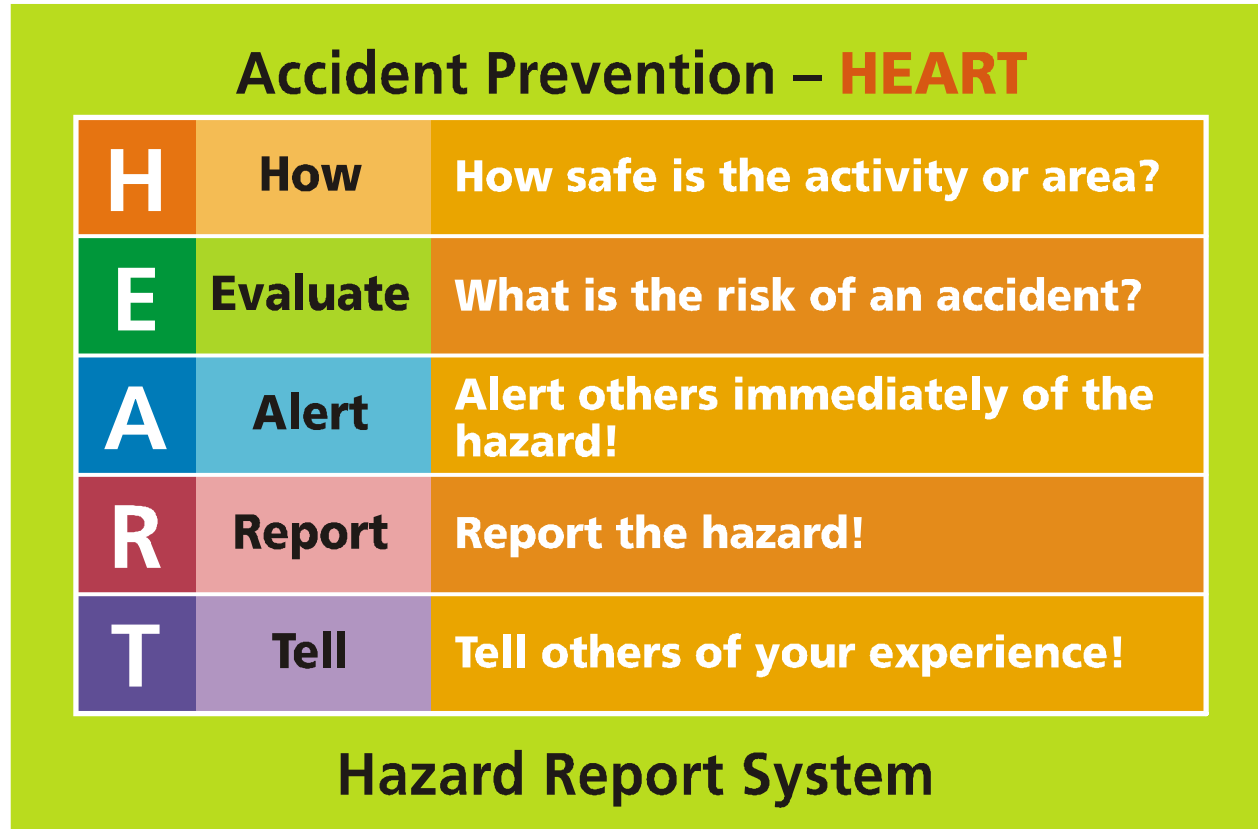 Accident Prevention – HEART
H How How safe is the activity or area?
E Evaluate What is the risk of an accident?
A Alert Alert others immediately of the
hazard!
R Report Report the hazard!
T Tell Tell others of your experience!
Hazard Report System